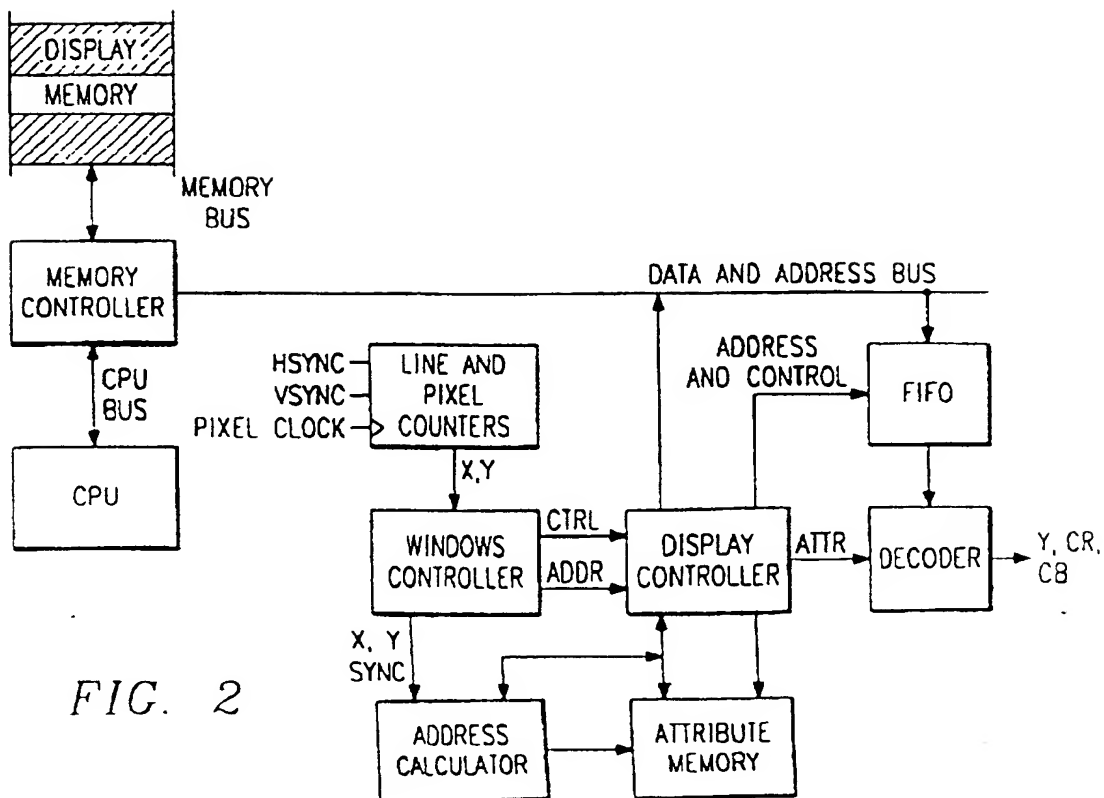 DISPLAY
MEMORY
MEMORY
BUS
MEMORY
CONTROLLER
DATA AND ADDRESS BUS
CPU
BUS
HSYNC
VSYNC
PIXEL CLOCK
LINE AND
PIXEL
COUNTERS
ADDRESS
AND CONTROL
FIFO
CPU
X,Y
WINDOWS
CONTROLLER
CTRL
ADDR
DISPLAY
CONTROLLER
ATTR
DECODER
Y, CR,
CB
X, Y
SYNC
FIG. 2
ADDRESS
CALCULATOR
ATTRIBUTE
MEMORY